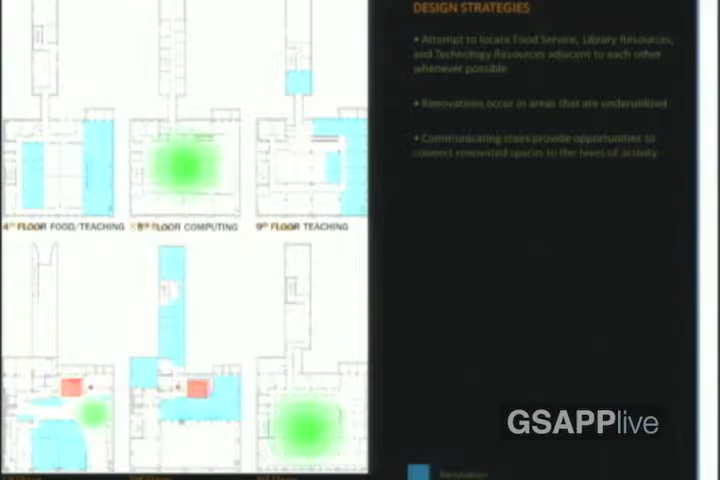 DESIGN STRATEGIES
• Attempt to locate Food Service, Library Resources,
and Technology Resources adjacent to each other
whenever possible
• Renovations occur in areas that are underutilized
• Communicating stairs provide opportunities to
connect renovated spaces to the hives of activity
4th FLOOR FOOD/TEACHING
8th FLOOR COMPUTING
9th FLOOR TEACHING
GSAPPlive